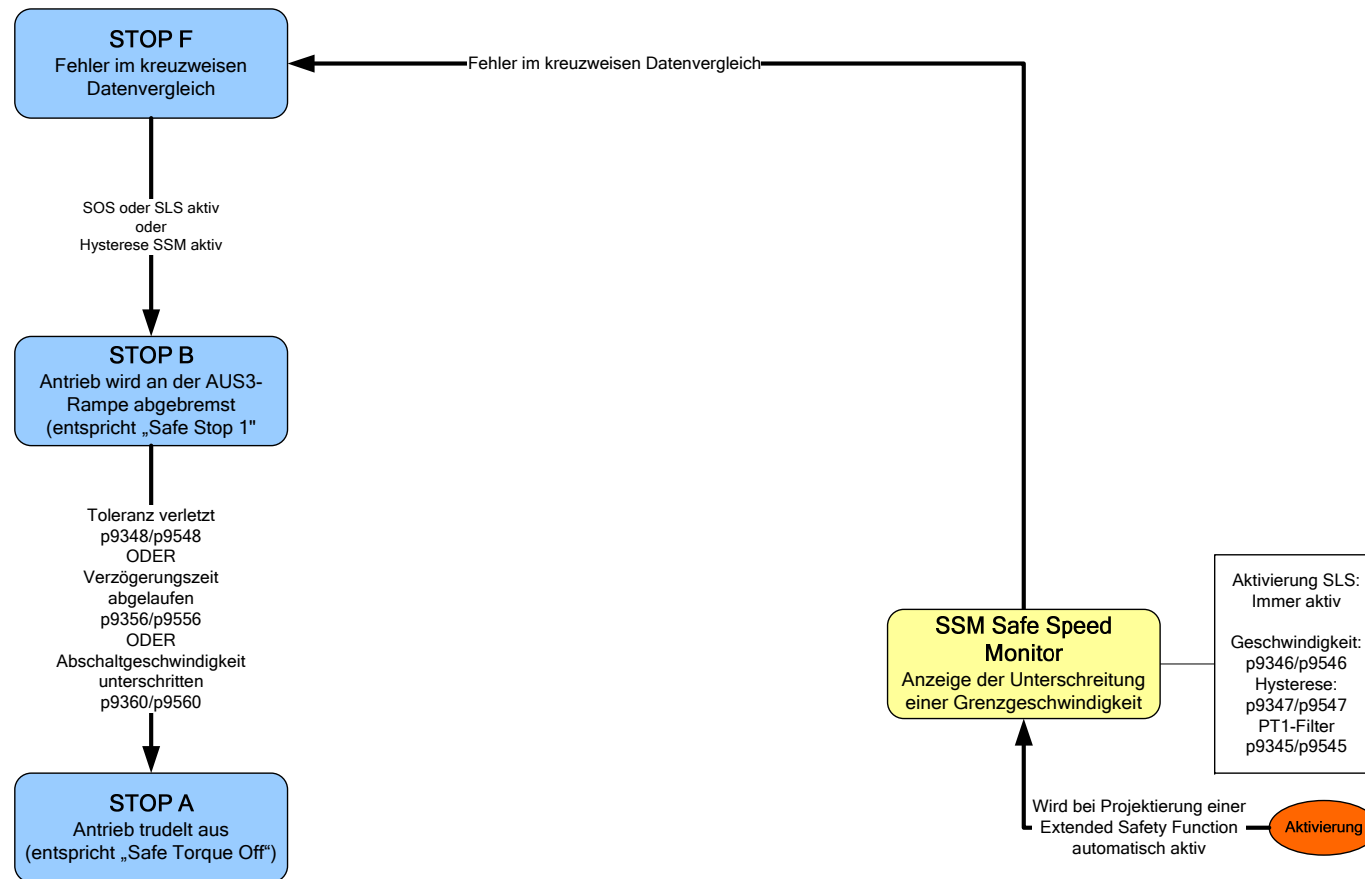 STOP F
Fehler im kreuzweisen
Datenvergleich
Fehler im kreuzweisen Datenvergleich
SOS oder SLS aktiv
oder
Hysterese SSM aktiv
STOP B
Antrieb wird an der AUS3-
Rampe abgebremst
(entspricht „Safe Stop 1"
Toleranz verletzt
p9348/p9548
ODER
Verzögerungszeit
abgelaufen
p9356/p9556
ODER
Abschaltgeschwindigkeit
unterschritten
p9360/p9560
STOP A
Antrieb trudelt aus
(entspricht „Safe Torque Off“)
SSM Safe Speed
Monitor
Anzeige der Unterschreitung
einer Grenzgeschwindigkeit
Aktivierung SLS:
Immer aktiv
Geschwindigkeit:
p9346/p9546
Hysterese:
p9347/p9547
PT1-Filter
p9345/p9545
Wird bei Projektierung einer
Extended Safety Function
automatisch aktiv
Aktivierung